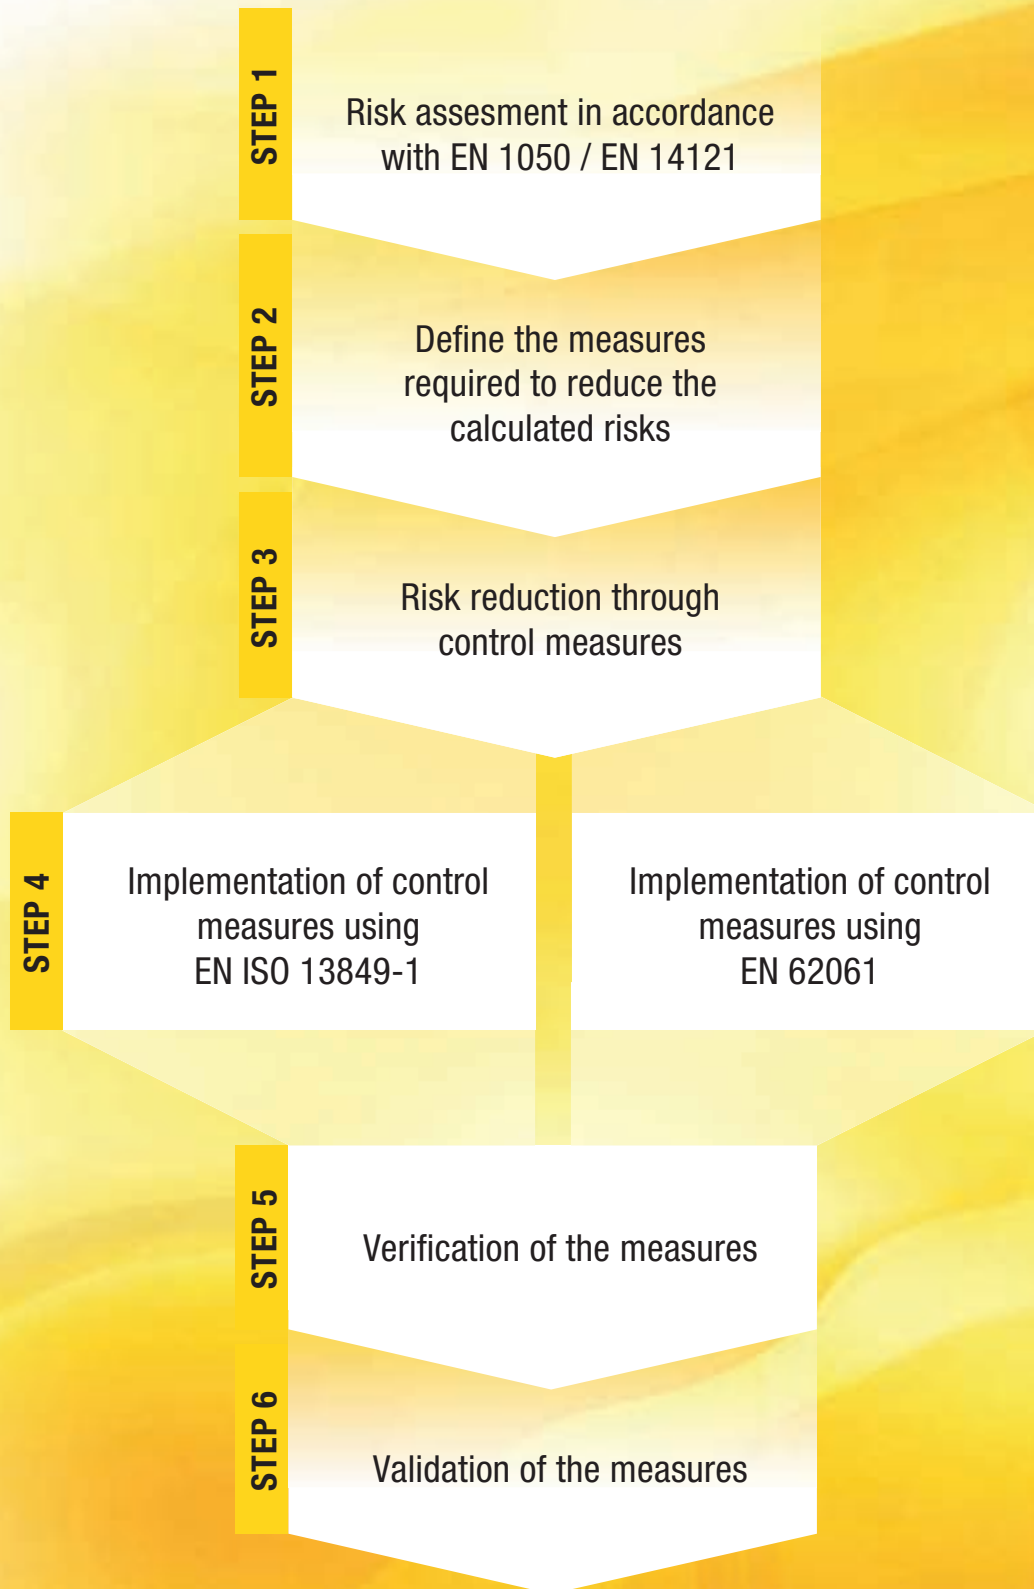 STEP 1
Risk assesment in accordance
with EN 1050 / EN 14121
STEP 2
Define the measures
required to reduce the
calculated risks
STEP 3
Risk reduction through
control measures
STEP 4
Implementation of control
measures using
EN ISO 13849-1
Implementation of control
measures using
EN 62061
STEP 5
Verification of the measures
STEP 6
Validation of the measures